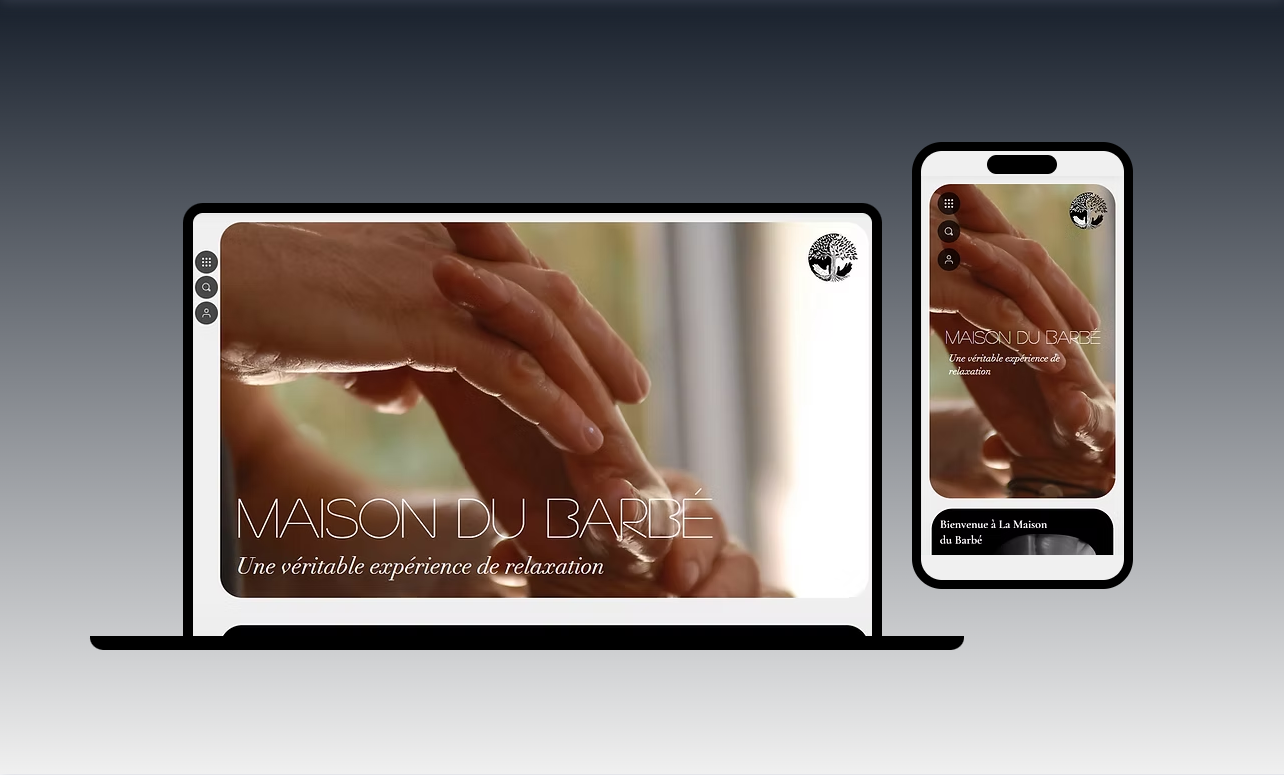 MAISON DU BARBÉ
Une véritable expérience de relaxation
MAISON DU BARBÉ
Une véritable expérience de
relaxation
Bienvenue à La Maison
du Barbé